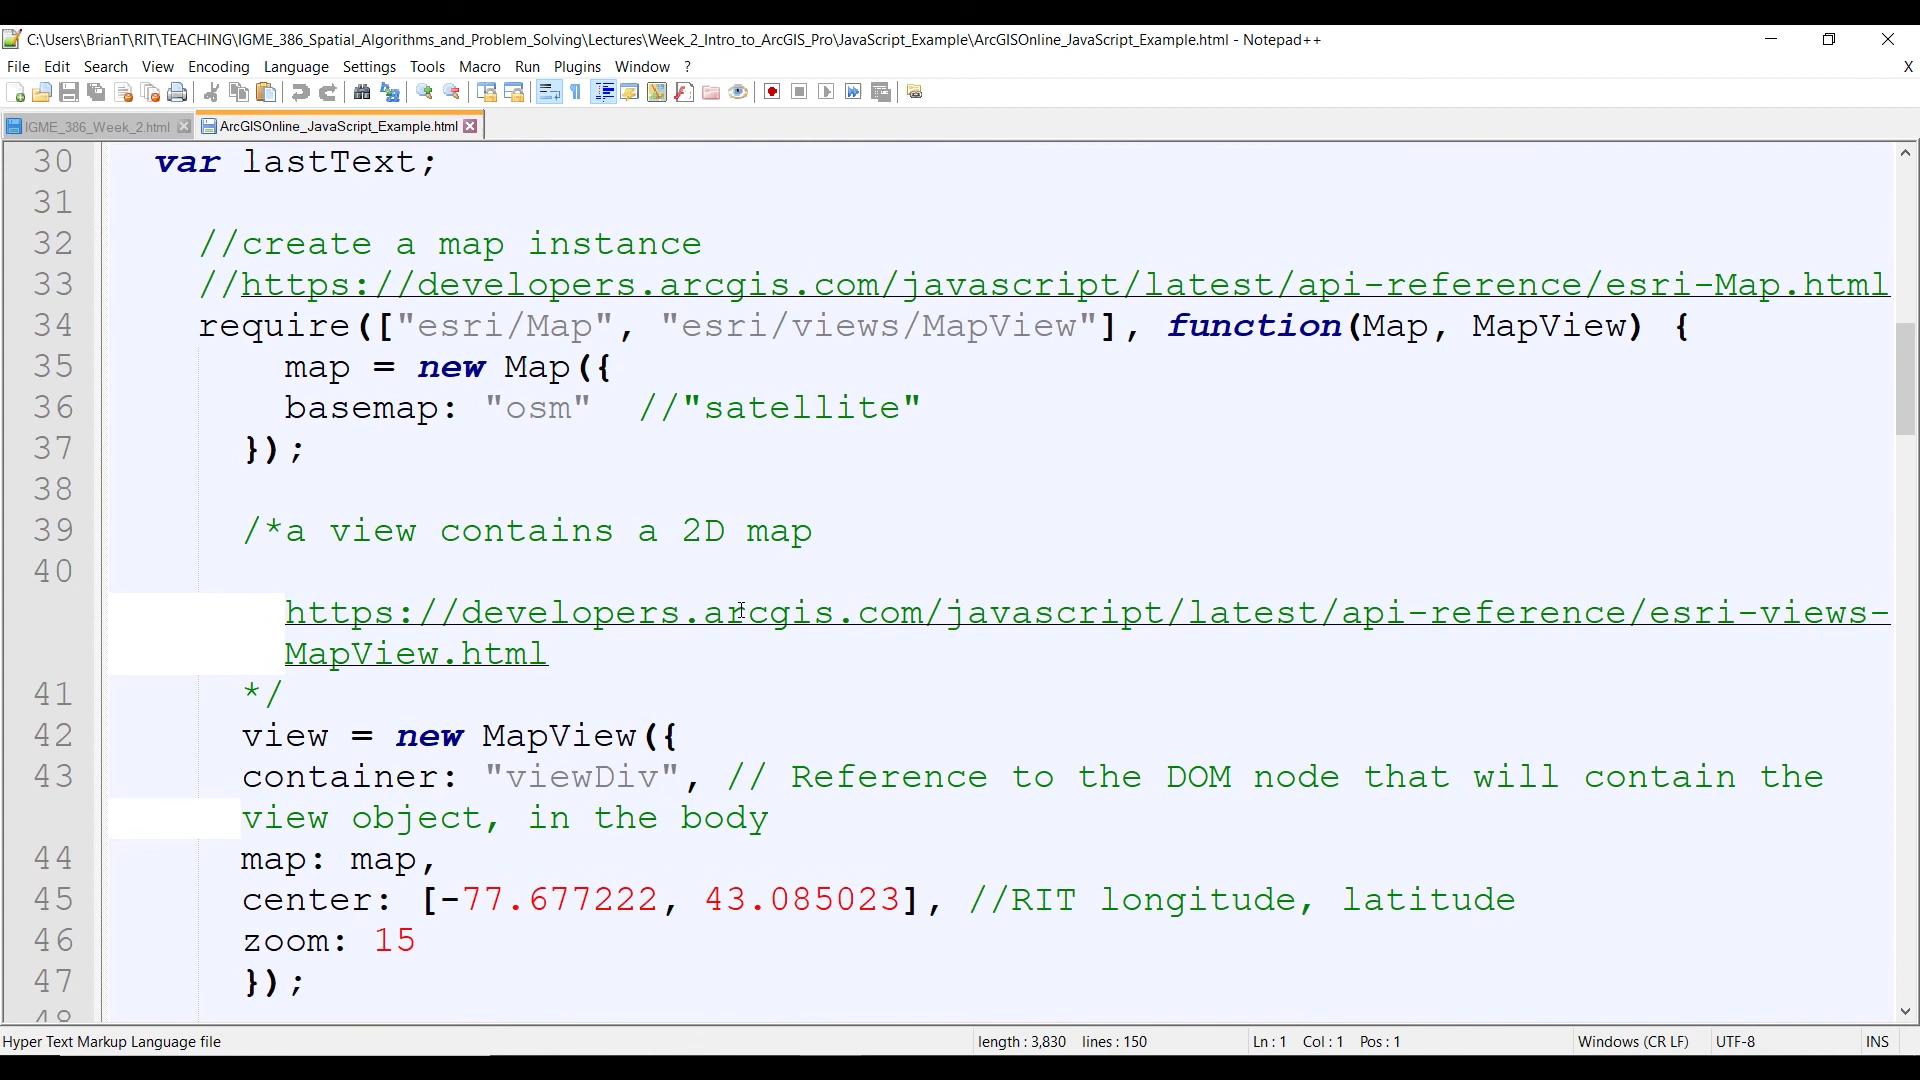 C:\Users\BrianT\RIT\TEACHING\IGME_386_Spatial_Algorithms_and_Problem_Solving\Lectures\Week_2_Intro_to_ArcGIS_Pro\JavaScript_Example\ArcGISOnline_JavaScript_Example.html - Notepad++
File Edit Search View Encoding Language Settings Tools Macro Run Plugins Window ? X
IGME_386_Week_2.html ArcGISOnline_JavaScript_Example.html
30 var lastText;
31
32 //create a map instance
33 //https://developers.arcgis.com/javascript/latest/api-reference/esri-Map.html
34 require(["esri/Map", "esri/views/MapView"], function(Map, MapView) {
35 map = new Map({
36 basemap: "osm" //"satellite"
37 });
38
39 /*a view contains a 2D map
40
https://developers.arcgis.com/javascript/latest/api-reference/esri-views-
MapView.html
41 */
42 view = new MapView({
43 container: "viewDiv", // Reference to the DOM node that will contain the
view object, in the body
44 map: map,
45 center: [-77.677222, 43.085023], //RIT longitude, latitude
46 zoom: 15
47 });
48
Hyper Text Markup Language file length : 3,830 lines : 150 Ln : 1 Col : 1 Pos : 1 Windows (CR LF) UTF-8 INS